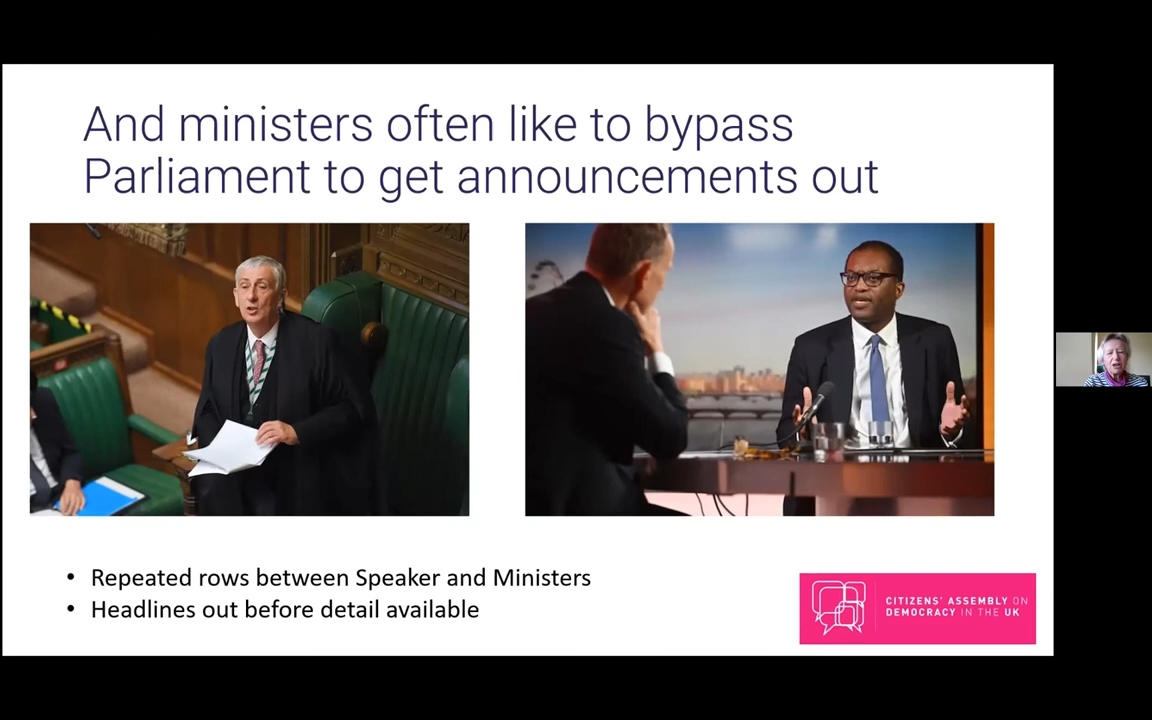 And ministers often like to bypass
Parliament to get announcements out
• Repeated rows between Speaker and Ministers
• Headlines out before detail available
CITIZENS' ASSEMBLY ON
DEMOCRACY IN THE UK